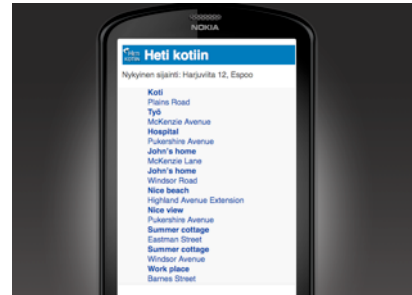 NOKIA
Heti kotiin
Heti kotiin
Nykyinen sijainti: Harjuviita 12, Espoo
Koti
Plains Road
Työ
McKenzie Avenue
Hospital
Pukershire Avenue
John's home
McKenzie Lane
John's home
Windsor Road
Nice beach
Highland Avenue Extension
Nice view
Pukershire Avenue
Summer cottage
Eastman Street
Summer cottage
Windsor Avenue
Work place
Barnes Street